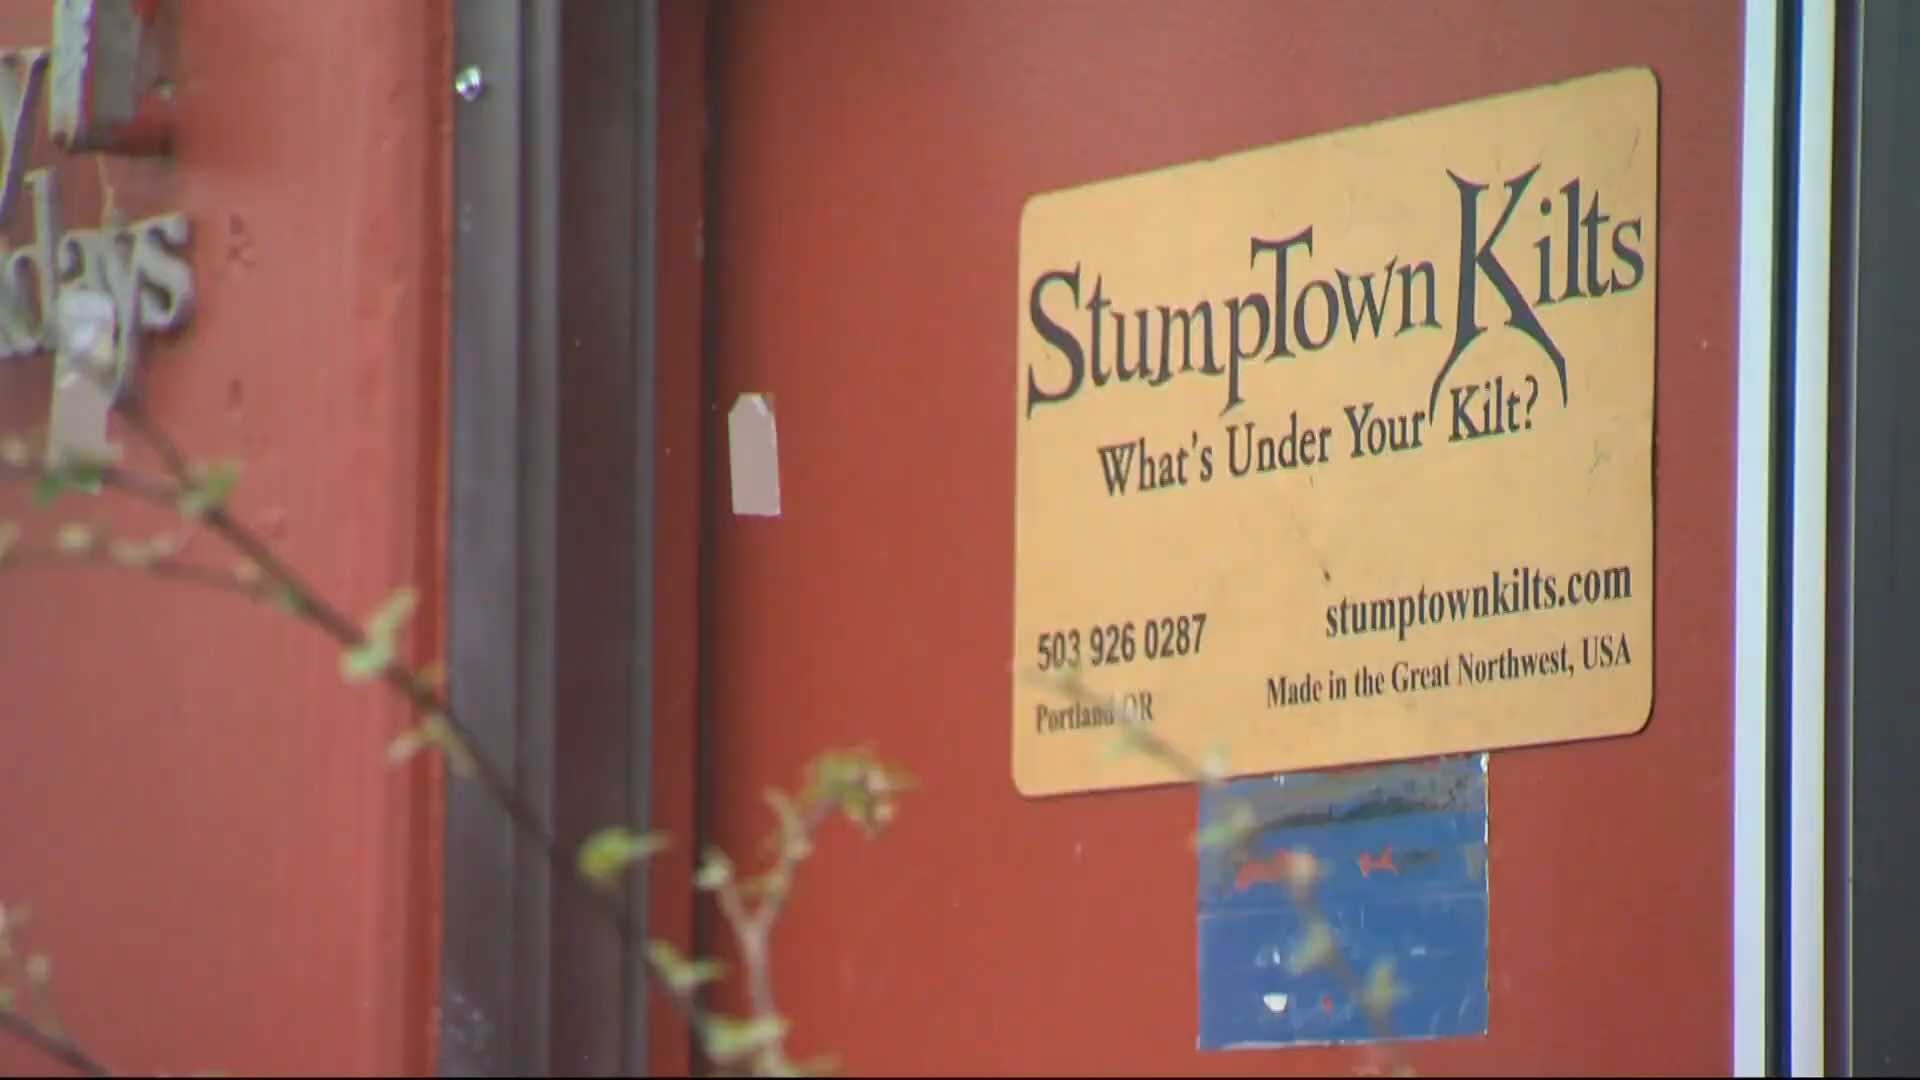 days
StumpTown Kilts
What's Under Your Kilt?
stumptownkilts.com
503 926 0287
Made in the Great Northwest, USA
Portland OR